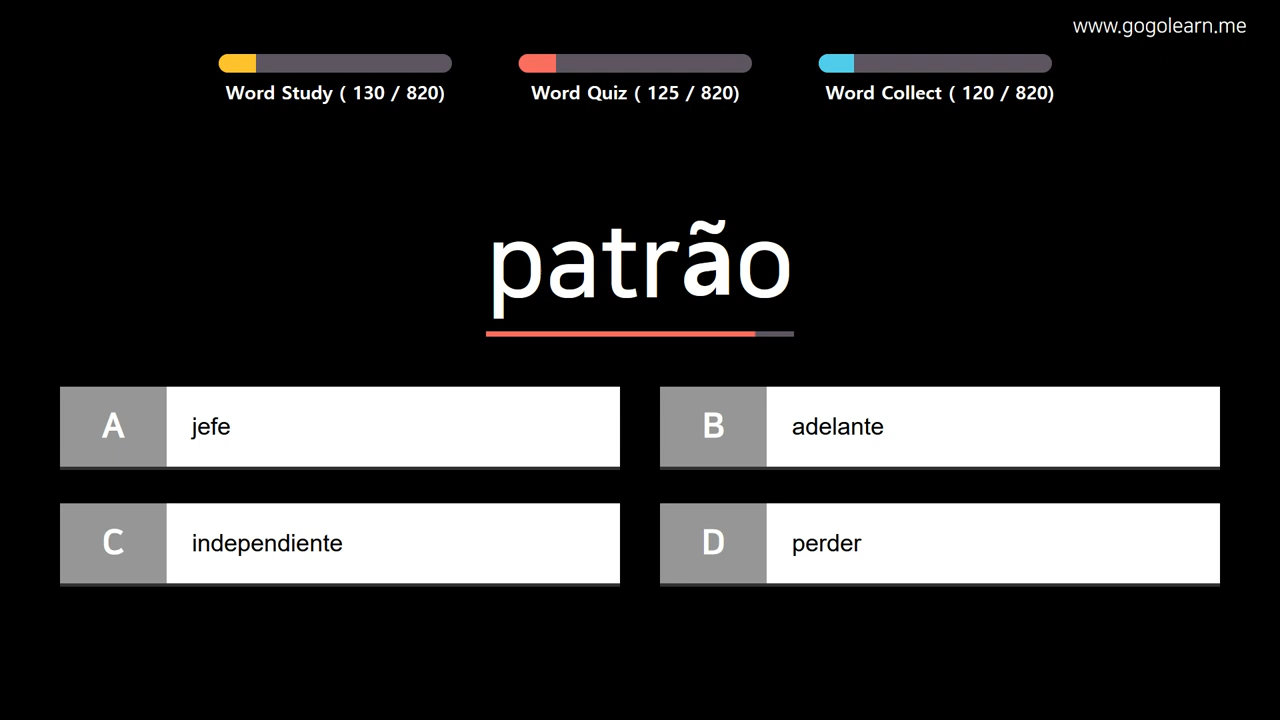 www.gogolearn.me
Word Study ( 130 / 820)
Word Quiz ( 125 / 820)
Word Collect ( 120 / 820)
patrão
A jefe
B adelante
C independiente
D perder